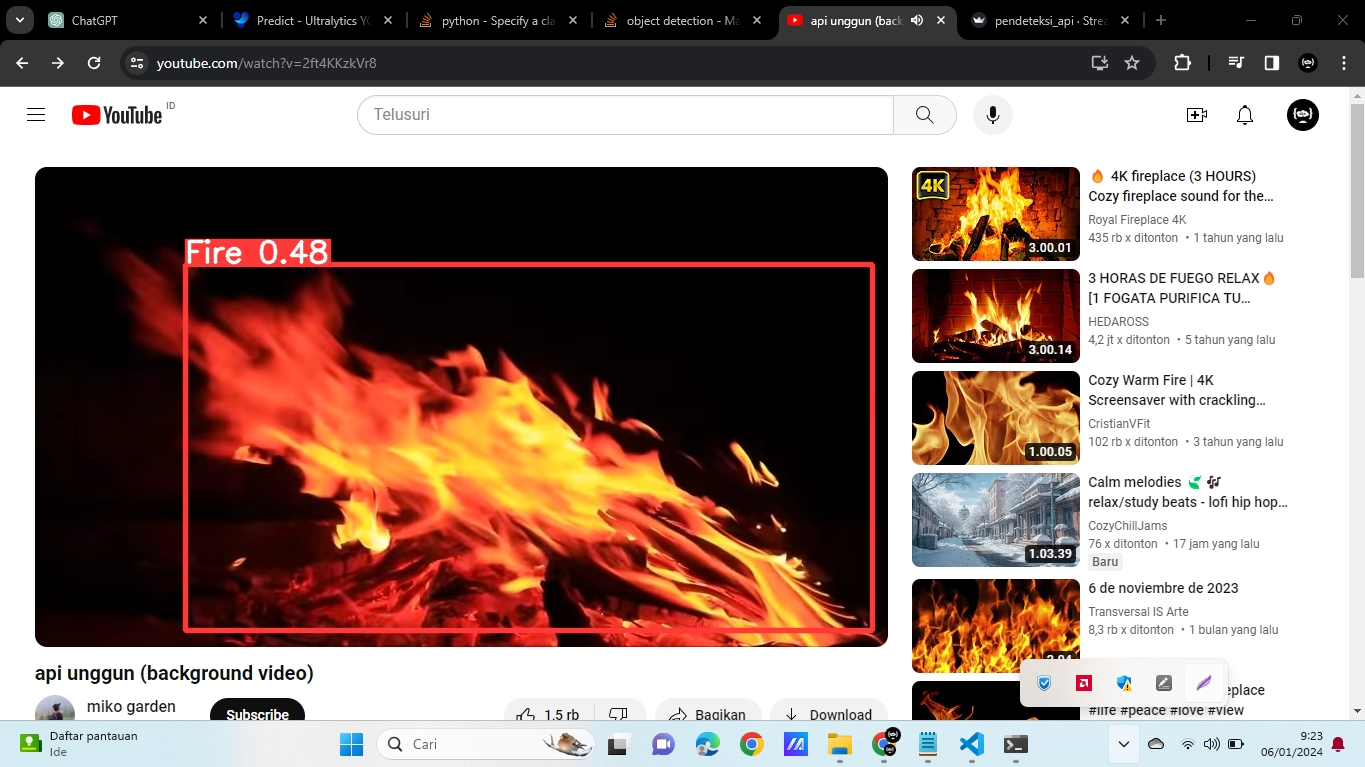 ChatGPT
Predict - Ultralytics YO
python - Specify a cla
object detection - Ma
api unggun (back
pendeteksi_api · Strea
youtube.com/watch?v=2ft4KKzkVr8
YouTube ID
Telusuri
Fire 0.48
api unggun (background video)
miko garden
Subscribe
1.5 rb
Bagikan
Download
4K
3.00.01
🔥 4K fireplace (3 HOURS)
Cozy fireplace sound for the…
Royal Fireplace 4K
435 rb x ditonton • 1 tahun yang lalu
3.00.14
3 HORAS DE FUEGO RELAX🔥
[1 FOGATA PURIFICA TU…
HEDAROSS
4,2 jt x ditonton • 5 tahun yang lalu
1.00.05
Cozy Warm Fire | 4K
Screensaver with crackling…
CristianVFit
102 rb x ditonton • 3 tahun yang lalu
1.03.39
Calm melodies 🍃 🎶
relax/study beats - lofi hip hop…
CozyChillJams
76 x ditonton • 17 jam yang lalu
Baru
6 de noviembre de 2023
Transversal IS Arte
8,3 rb x ditonton • 1 bulan yang lalu
eplace
#life #peace #love #view
Daftar pantauan
Ide
Cari
9:23
06/01/2024